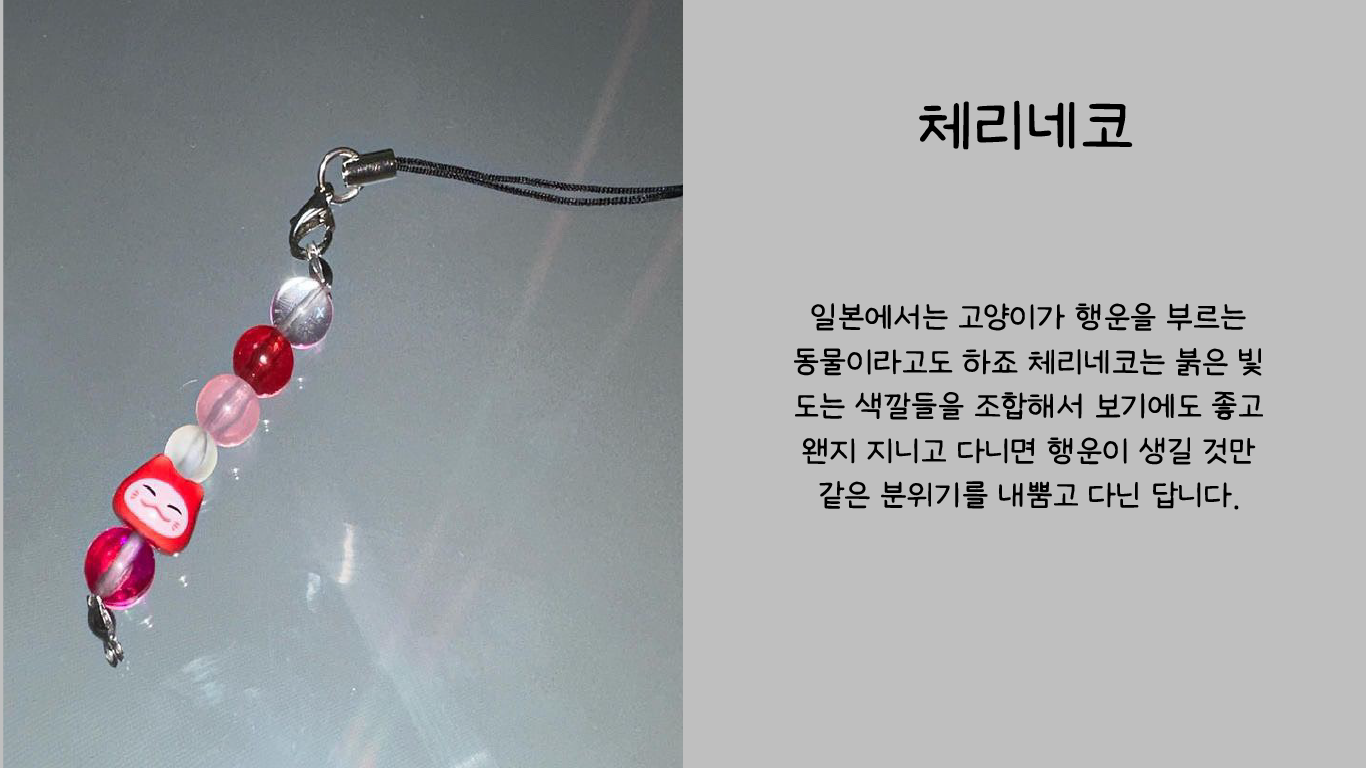 체리네코
일본에서는 고양이가 행운을 부르는
동물이라고도 하죠 체리네코는 붉은 빛
도는 색깔들을 조합해서 보기에도 좋고
왠지 지니고 다니면 행운이 생길 것만
같은 분위기를 내뿜고 다닌 답니다.